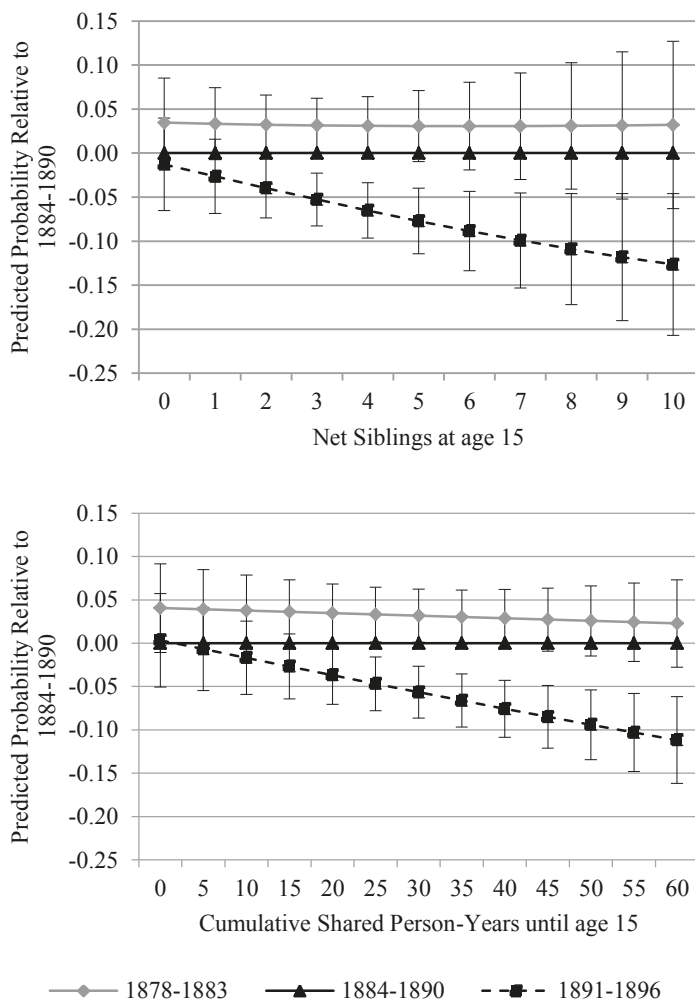 Predicted Probability Relative to
1884-1890
0.15
0.10
0.05
0.00
-0.05
-0.10
-0.15
-0.20
-0.25
0 1 2 3 4 5 6 7 8 9 10
Net Siblings at age 15
Predicted Probability Relative to
1884-1890
0.15
0.10
0.05
0.00
-0.05
-0.10
-0.15
-0.20
-0.25
0 5 10 15 20 25 30 35 40 45 50 55 60
Cumulative Shared Person-Years until age 15
1878-1883 1884-1890 1891-1896